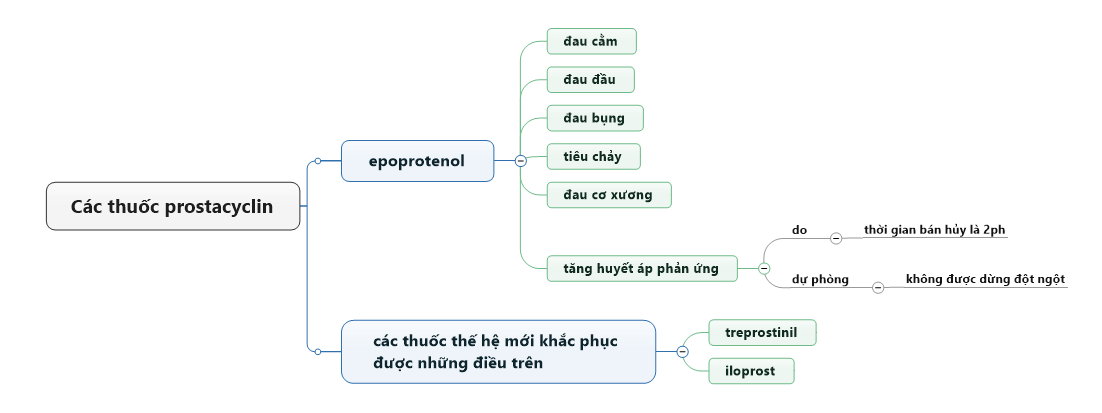 Các thuốc prostacyclin
epoprotenol
đau cằm
đau đầu
đau bụng
tiêu chảy
đau cơ xương
tăng huyết áp phản ứng
do
thời gian bán hủy là 2ph
dự phòng
không được dừng đột ngột
các thuốc thế hệ mới khắc phục
được những điều trên
treprostinil
iloprost